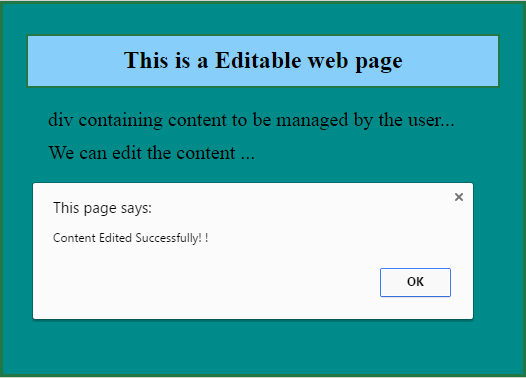 This is a Editable web page
div containing content to be managed by the user...
We can edit the content ...
This page says:
Content Edited Successfully! !
OK